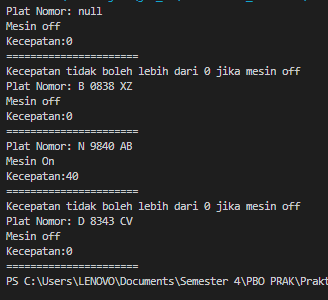 Plat Nomor: null
Mesin off
Kecepatan:0
======================
Kecepatan tidak boleh lebih dari 0 jika mesin off
Plat Nomor: B 0838 XZ
Mesin off
Kecepatan:0
======================
Plat Nomor: N 9840 AB
Mesin On
Kecepatan:40
======================
Kecepatan tidak boleh lebih dari 0 jika mesin off
Plat Nomor: D 8343 CV
Mesin off
Kecepatan:0
======================
PS C:\Users\LENOVO\Documents\Semester 4\PBO PRAK\Prakt